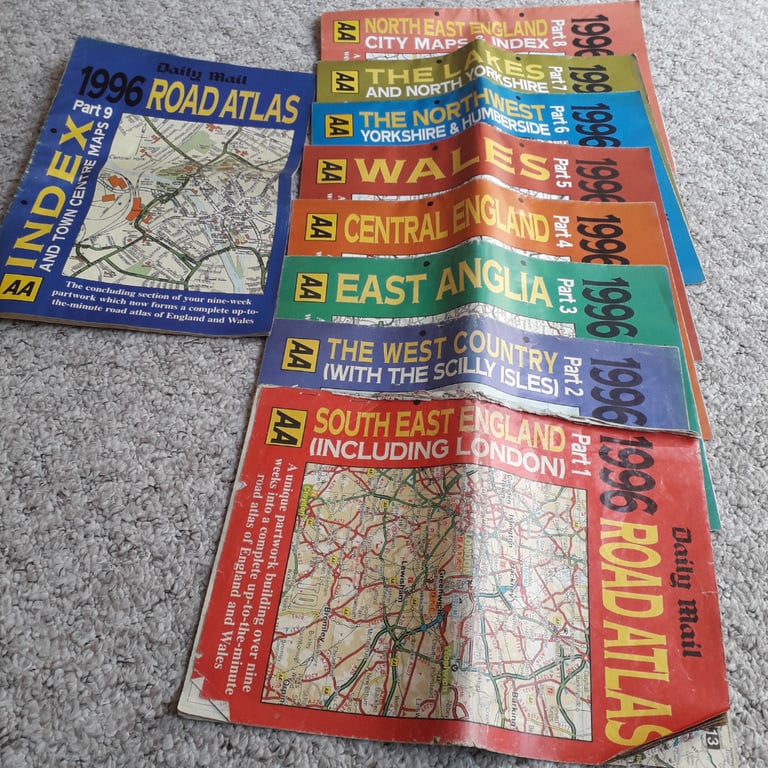 Daily Mail
1996 ROAD ATLAS
Part 9
INDEX
AND TOWN CENTRE MAPS
AA
The concluding section of your nine-week
partwork which now forms a complete up-to-
the-minute road atlas of England and Wales
AA
NORTH EAST ENGLAND
CITY MAPS & INDEX
Part 8
1996
AA
THE LAKES
AND NORTH YORKSHIRE
Part 7
1996
AA
THE NORTHWEST
YORKSHIRE & HUMBERSIDE
Part 6
1996
AA
WALES
Part 5
1996
AA
CENTRAL ENGLAND
Part 4
1996
AA
EAST ANGLIA
Part 3
1996
AA
THE WEST COUNTRY
(WITH THE SCILLY ISLES)
Part 2
1996
AA
SOUTH EAST ENGLAND
(INCLUDING LONDON)
Part 1
1996 ROAD ATLAS
Daily Mail
A unique partwork building over nine
weeks into a complete up-to-the-minute
road atlas of England and Wales
Lewisham
Greenwich
Bromley
Barking
13